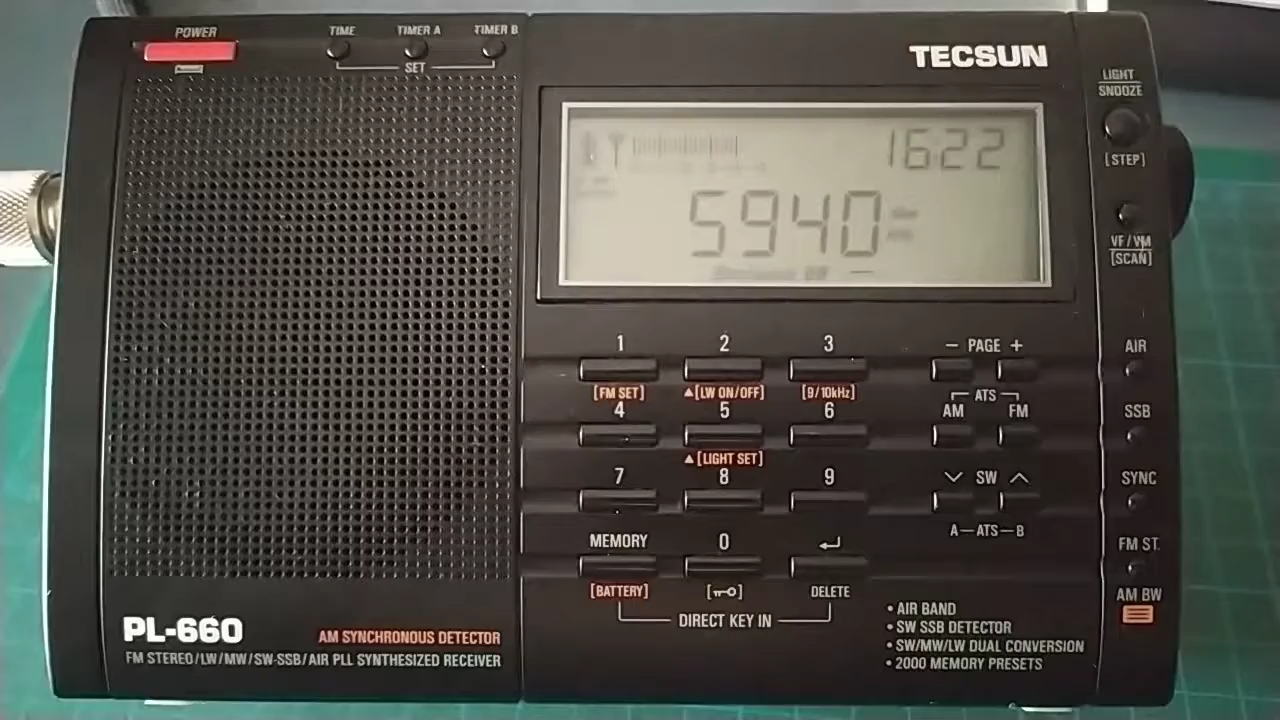 POWER
TIME TIMER A TIMER B
SET
TECSUN
LIGHT
SNOOZE
[STEP]
1622
5940
VF/VM
[SCAN]
1 2 3 - PAGE +
[FM SET] ▲[LW ON/OFF] [9/10kHz] ATS
4 5 6 AM FM
▲[LIGHT SET]
7 8 9 SW
A—ATS—B
MEMORY 0
[BATTERY] DELETE
DIRECT KEY IN
AIR
SSB
SYNC
FM ST.
AM BW
PL-660
AM SYNCHRONOUS DETECTOR
FM STEREO/LW/MW/SW-SSB/AIR PLL SYNTHESIZED RECEIVER
• AIR BAND
• SW SSB DETECTOR
• SW/MW/LW DUAL CONVERSION
• 2000 MEMORY PRESETS